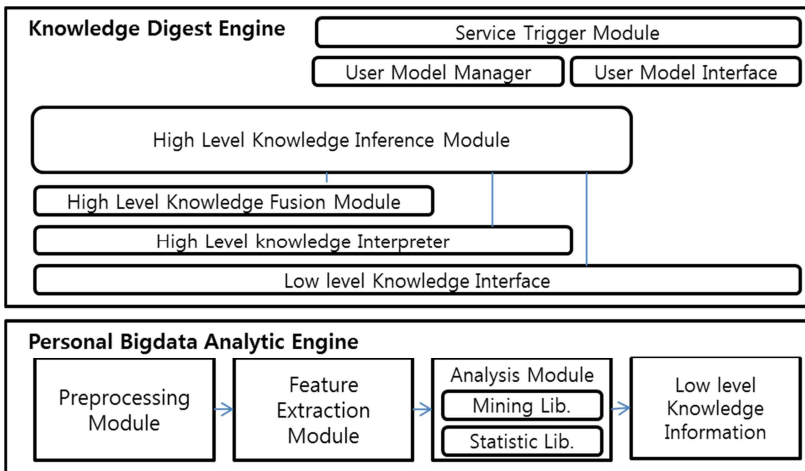 Knowledge Digest Engine
Service Trigger Module
User Model Manager
User Model Interface
High Level Knowledge Inference Module
High Level Knowledge Fusion Module
High Level knowledge Interpreter
Low level Knowledge Interface
Personal Bigdata Analytic Engine
Preprocessing
Module
Feature
Extraction
Module
Analysis Module
Mining Lib.
Statistic Lib.
Low level
Knowledge
Information